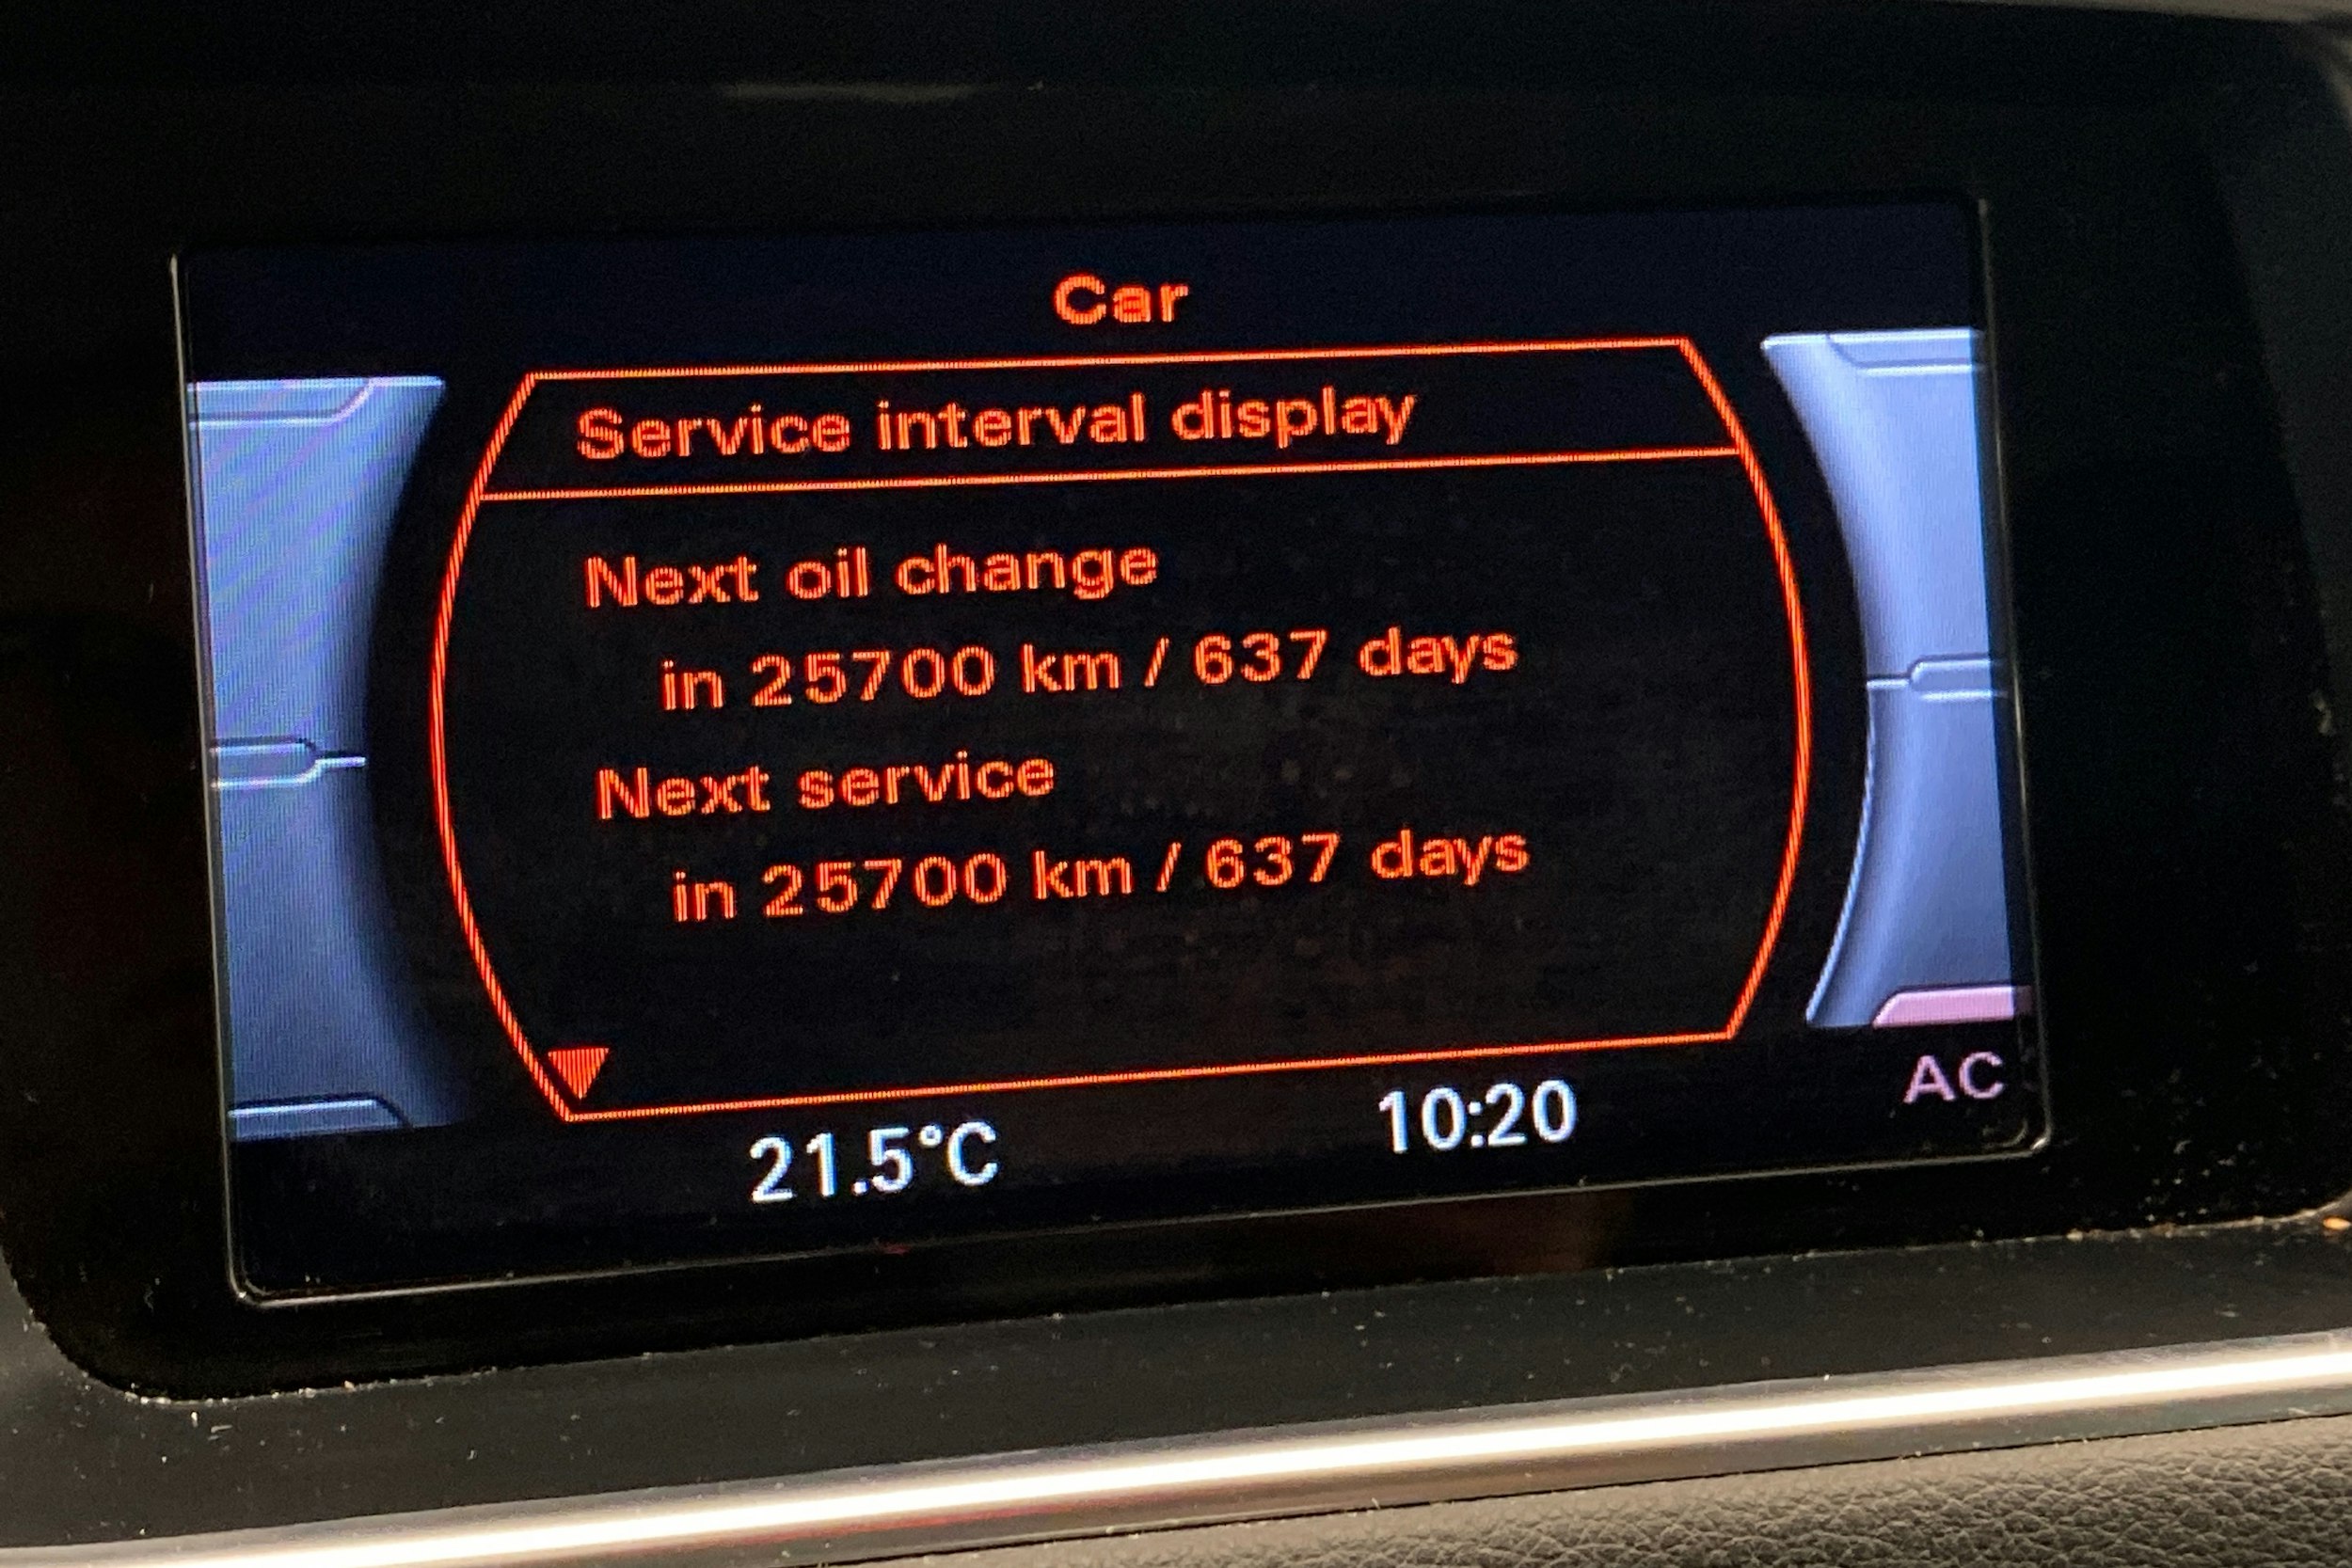 Car
Service interval display
Next oil change
in 25700 km / 637 days
Next service
in 25700 km / 637 days
21.5°C
10:20
AC